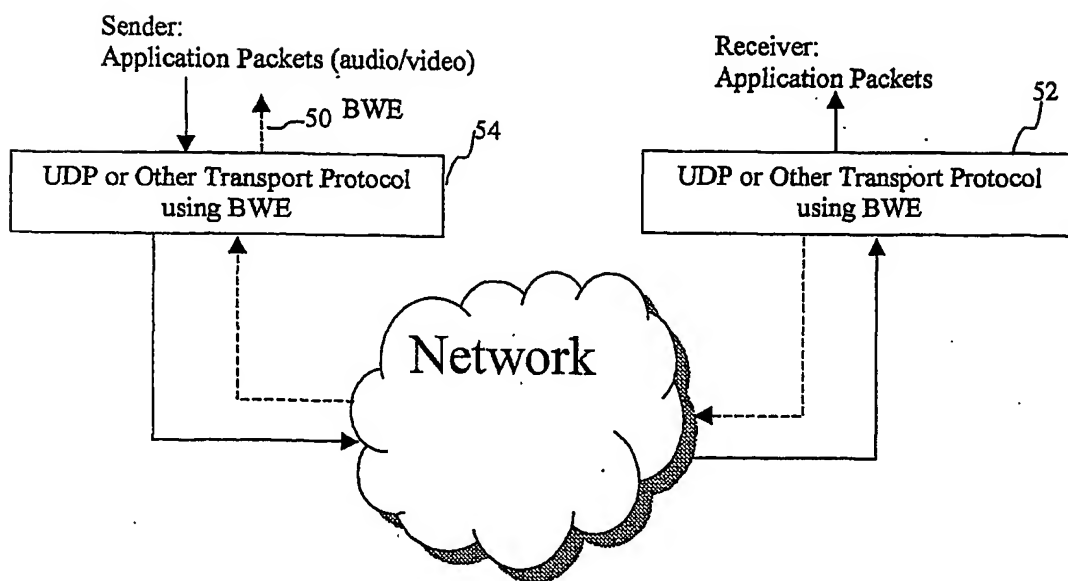 Sender:
Application Packets (audio/video)
50 BWE
54
UDP or Other Transport Protocol
using BWE
Receiver:
Application Packets
52
UDP or Other Transport Protocol
using BWE
Network